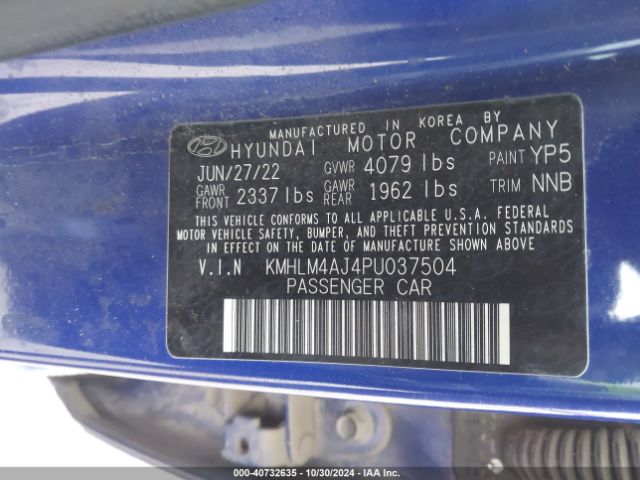 MANUFACTURED IN KOREA BY
HYUNDAI MOTOR COMPANY
JUN/27/22 GVWR 4079 lbs PAINT YP5
GAWR FRONT 2337 lbs GAWR REAR 1962 lbs TRIM NNB
THIS VEHICLE CONFORMS TO ALL APPLICABLE U.S.A. FEDERAL
MOTOR VEHICLE SAFETY, BUMPER, AND THEFT PREVENTION
STANDARDS IN EFFECT ON THE DATE OF MANUFACTURE SHOWN ABOVE
V.I.N KMHLM4AJ4PU037504
PASSENGER CAR
000-40732635 - 10/30/2024 - IAA Inc.